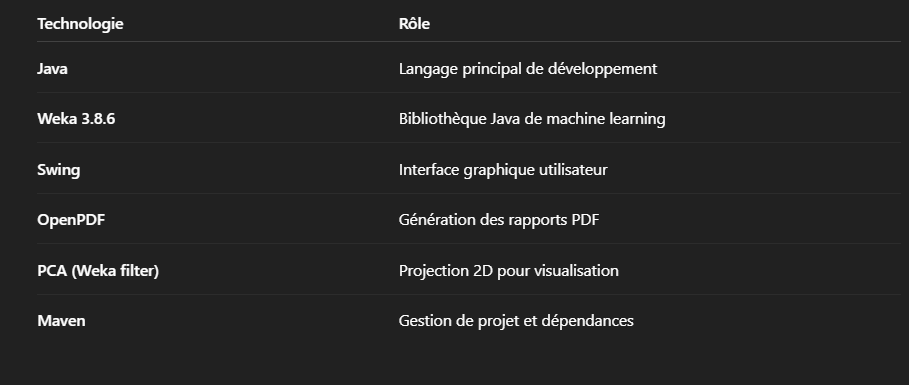 Technologie Rôle
Java Langage principal de développement
Weka 3.8.6 Bibliothèque Java de machine learning
Swing Interface graphique utilisateur
OpenPDF Génération des rapports PDF
PCA (Weka filter) Projection 2D pour visualisation
Maven Gestion de projet et dépendances